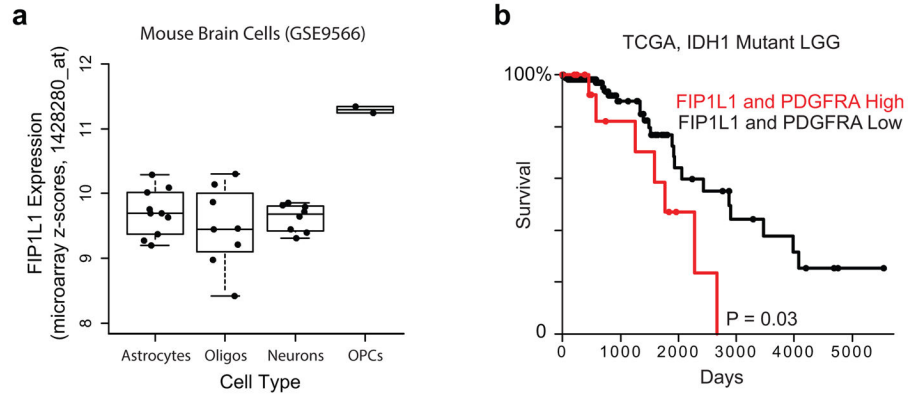 a
Mouse Brain Cells (GSE9566)
FIP1L1 Expression
(microarray z-scores, 1428280_at)
12
11
10
9
8
Astrocytes Oligos Neurons OPCs
Cell Type
b
TCGA, IDH1 Mutant LGG
100%
FIP1L1 and PDGFRA High
FIP1L1 and PDGFRA Low
Survival
P = 0.03
0
0 1000 2000 3000 4000 5000
Days